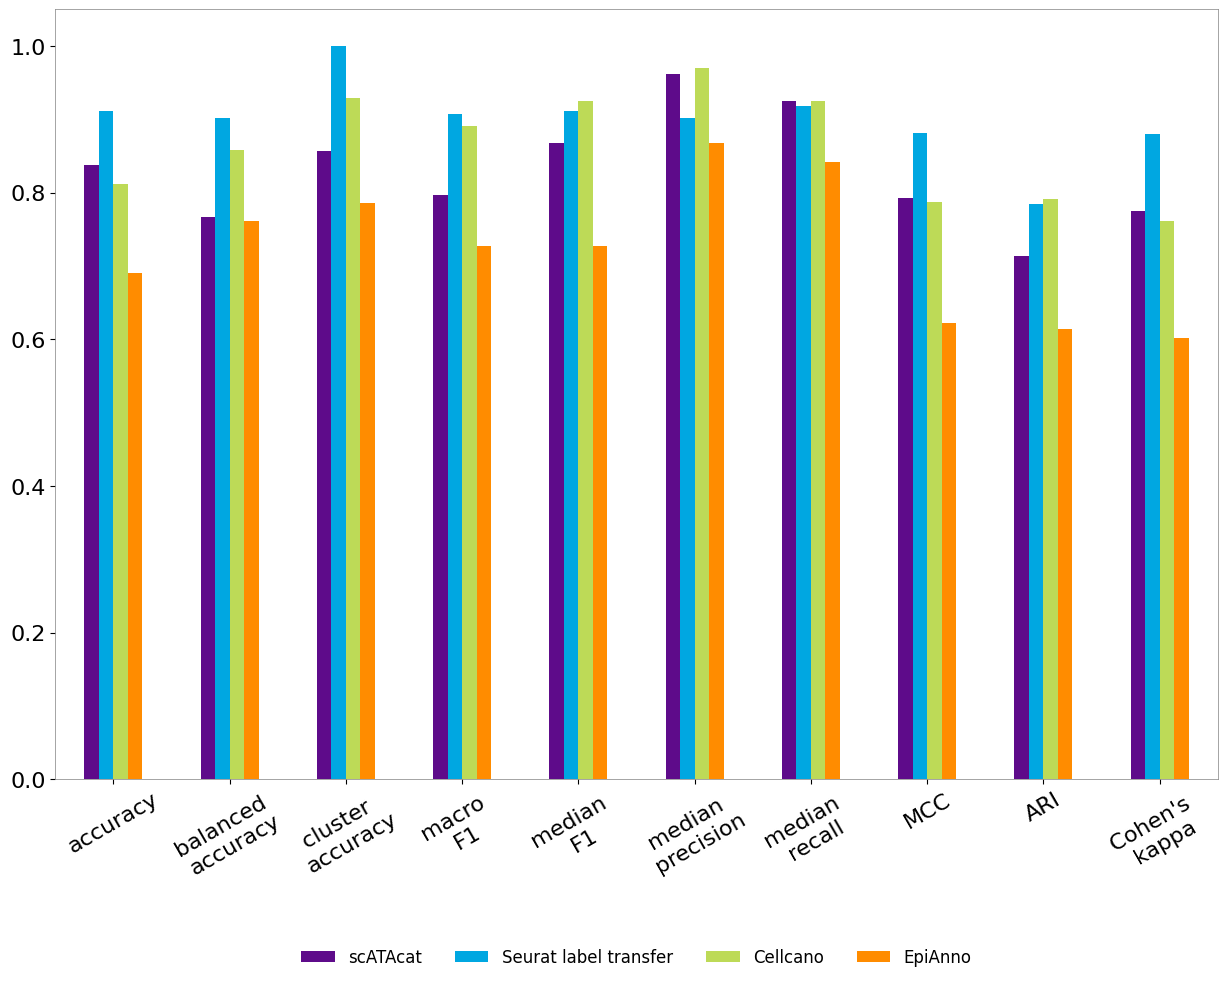 1.0
0.8
0.6
0.4
0.2
0.0
accuracy
balanced
accuracy
cluster
accuracy
macro
F1
median
F1
median
precision
median
recall
MCC
ARI
Cohen's
kappa
scATAcat
Seurat label transfer
Cellcano
EpiAnno